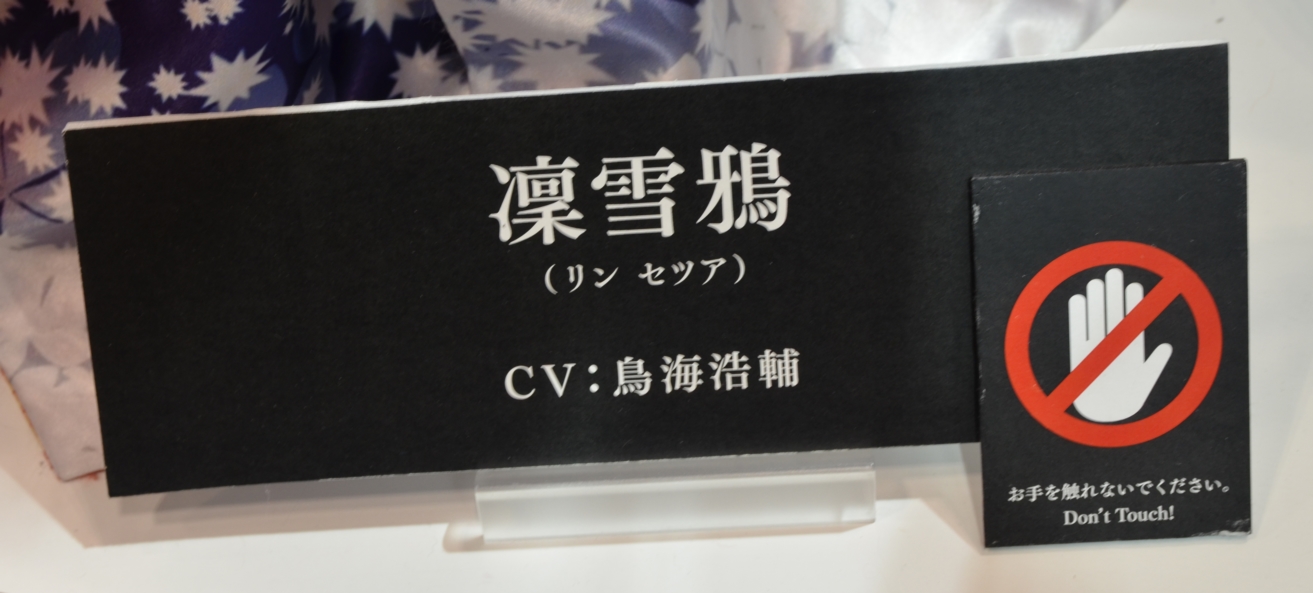 凜雪鴉
（リン セツア）
CV：鳥海浩輔
お手を触れないでください。
Don't Touch!